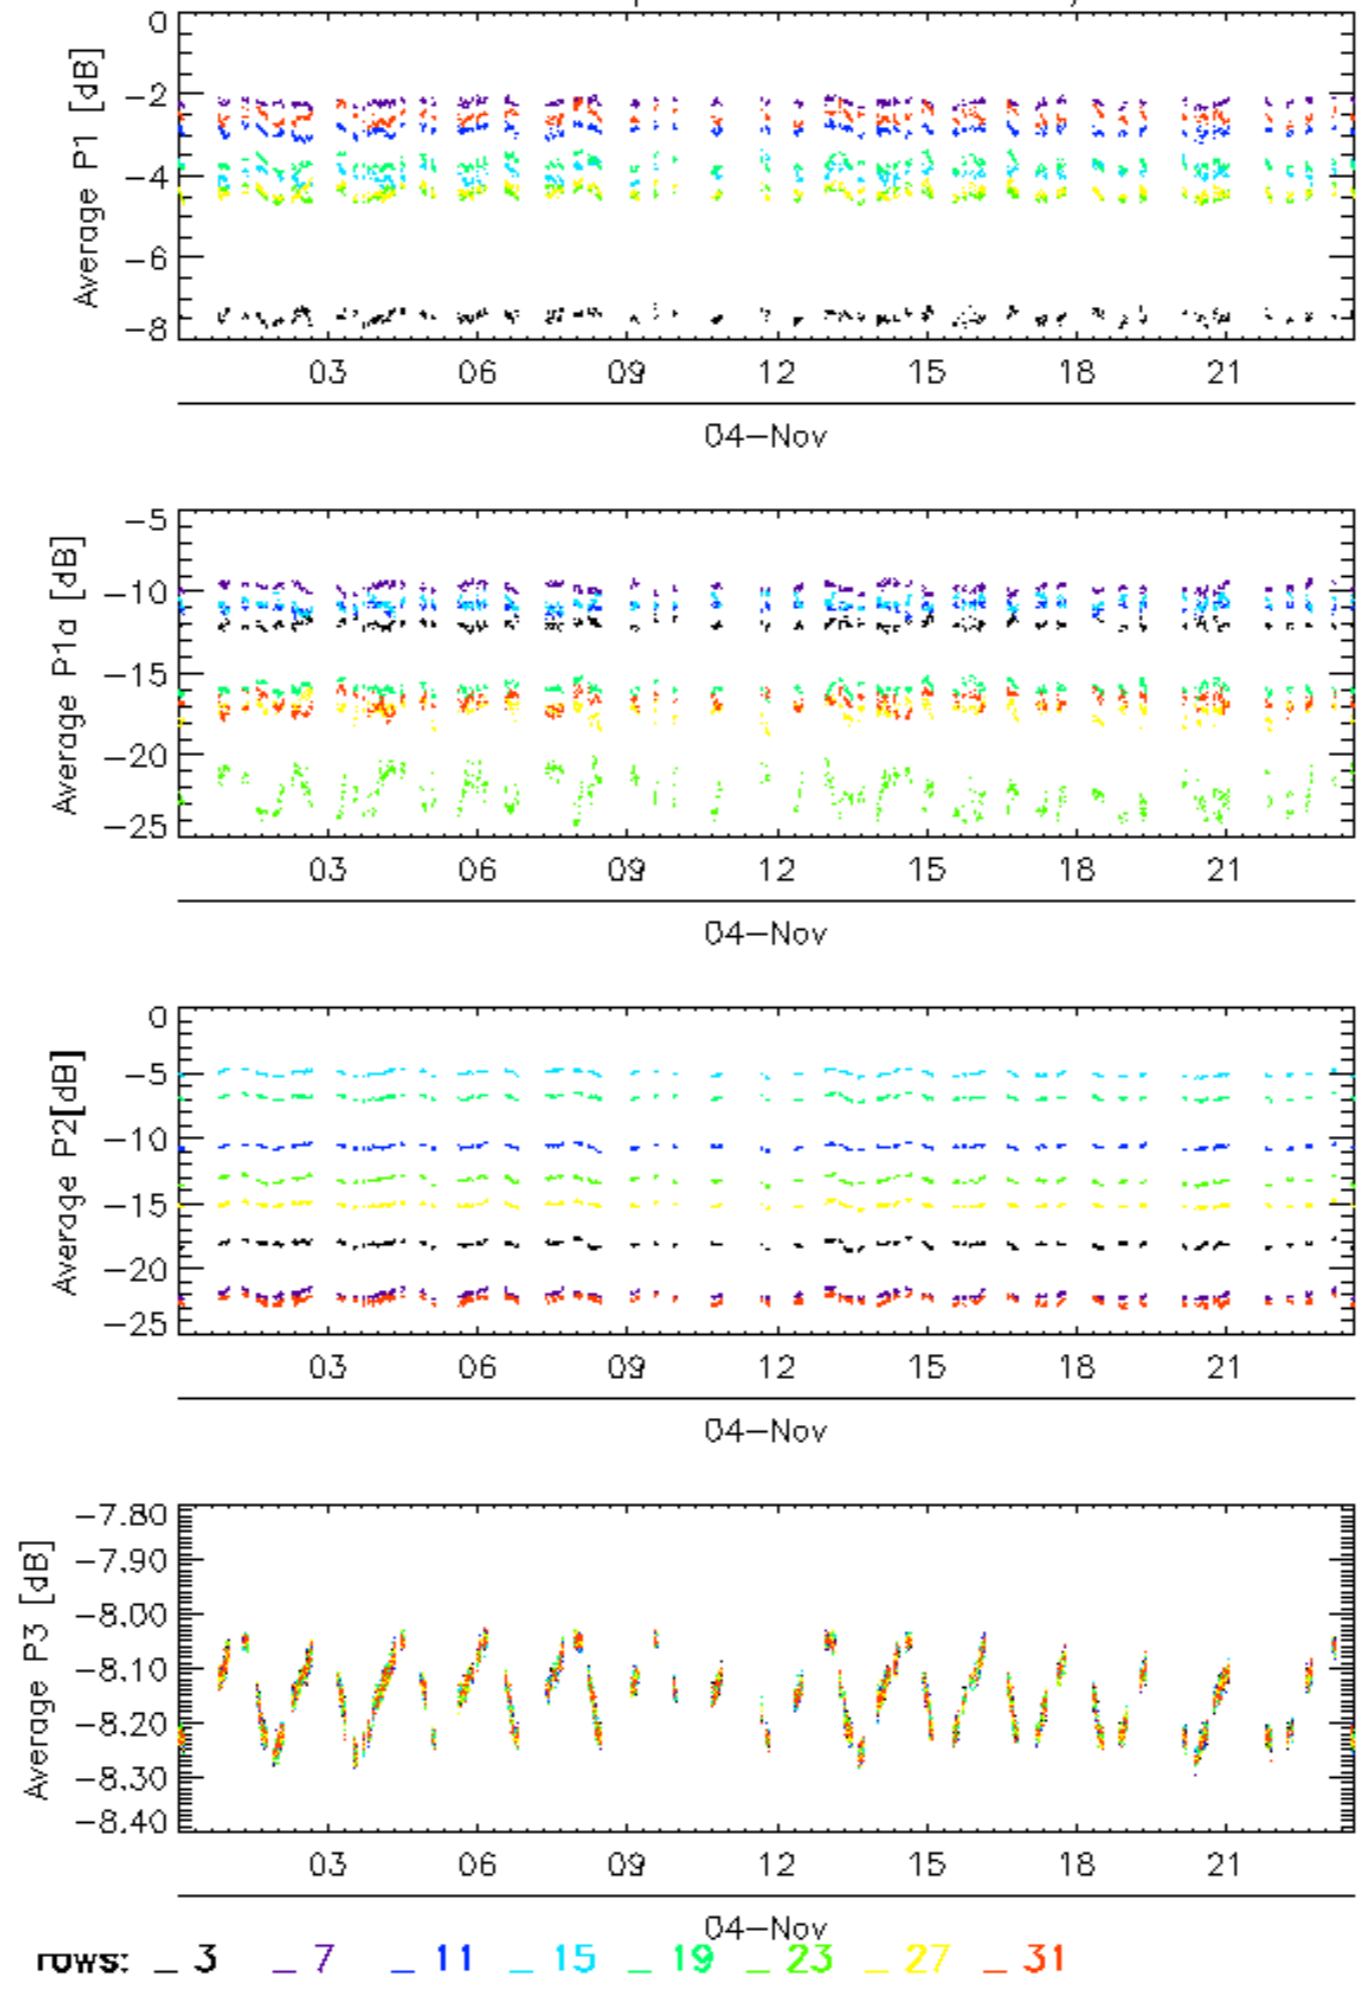 0
−2
−4
−6
−8
Average P1 [dB]
03 06 09 12 15 18 21
04−Nov
−5
−10
−15
−20
−25
Average P1a [dB]
03 06 09 12 15 18 21
04−Nov
0
−5
−10
−15
−20
−25
Average P2[dB]
03 06 09 12 15 18 21
04−Nov
−7.80
−7.90
−8.00
−8.10
−8.20
−8.30
−8.40
Average P3 [dB]
03 06 09 12 15 18 21
04−Nov
rows: _ 3 _ 7 _ 11 _ 15 _ 19 _ 23 _ 27 _ 31